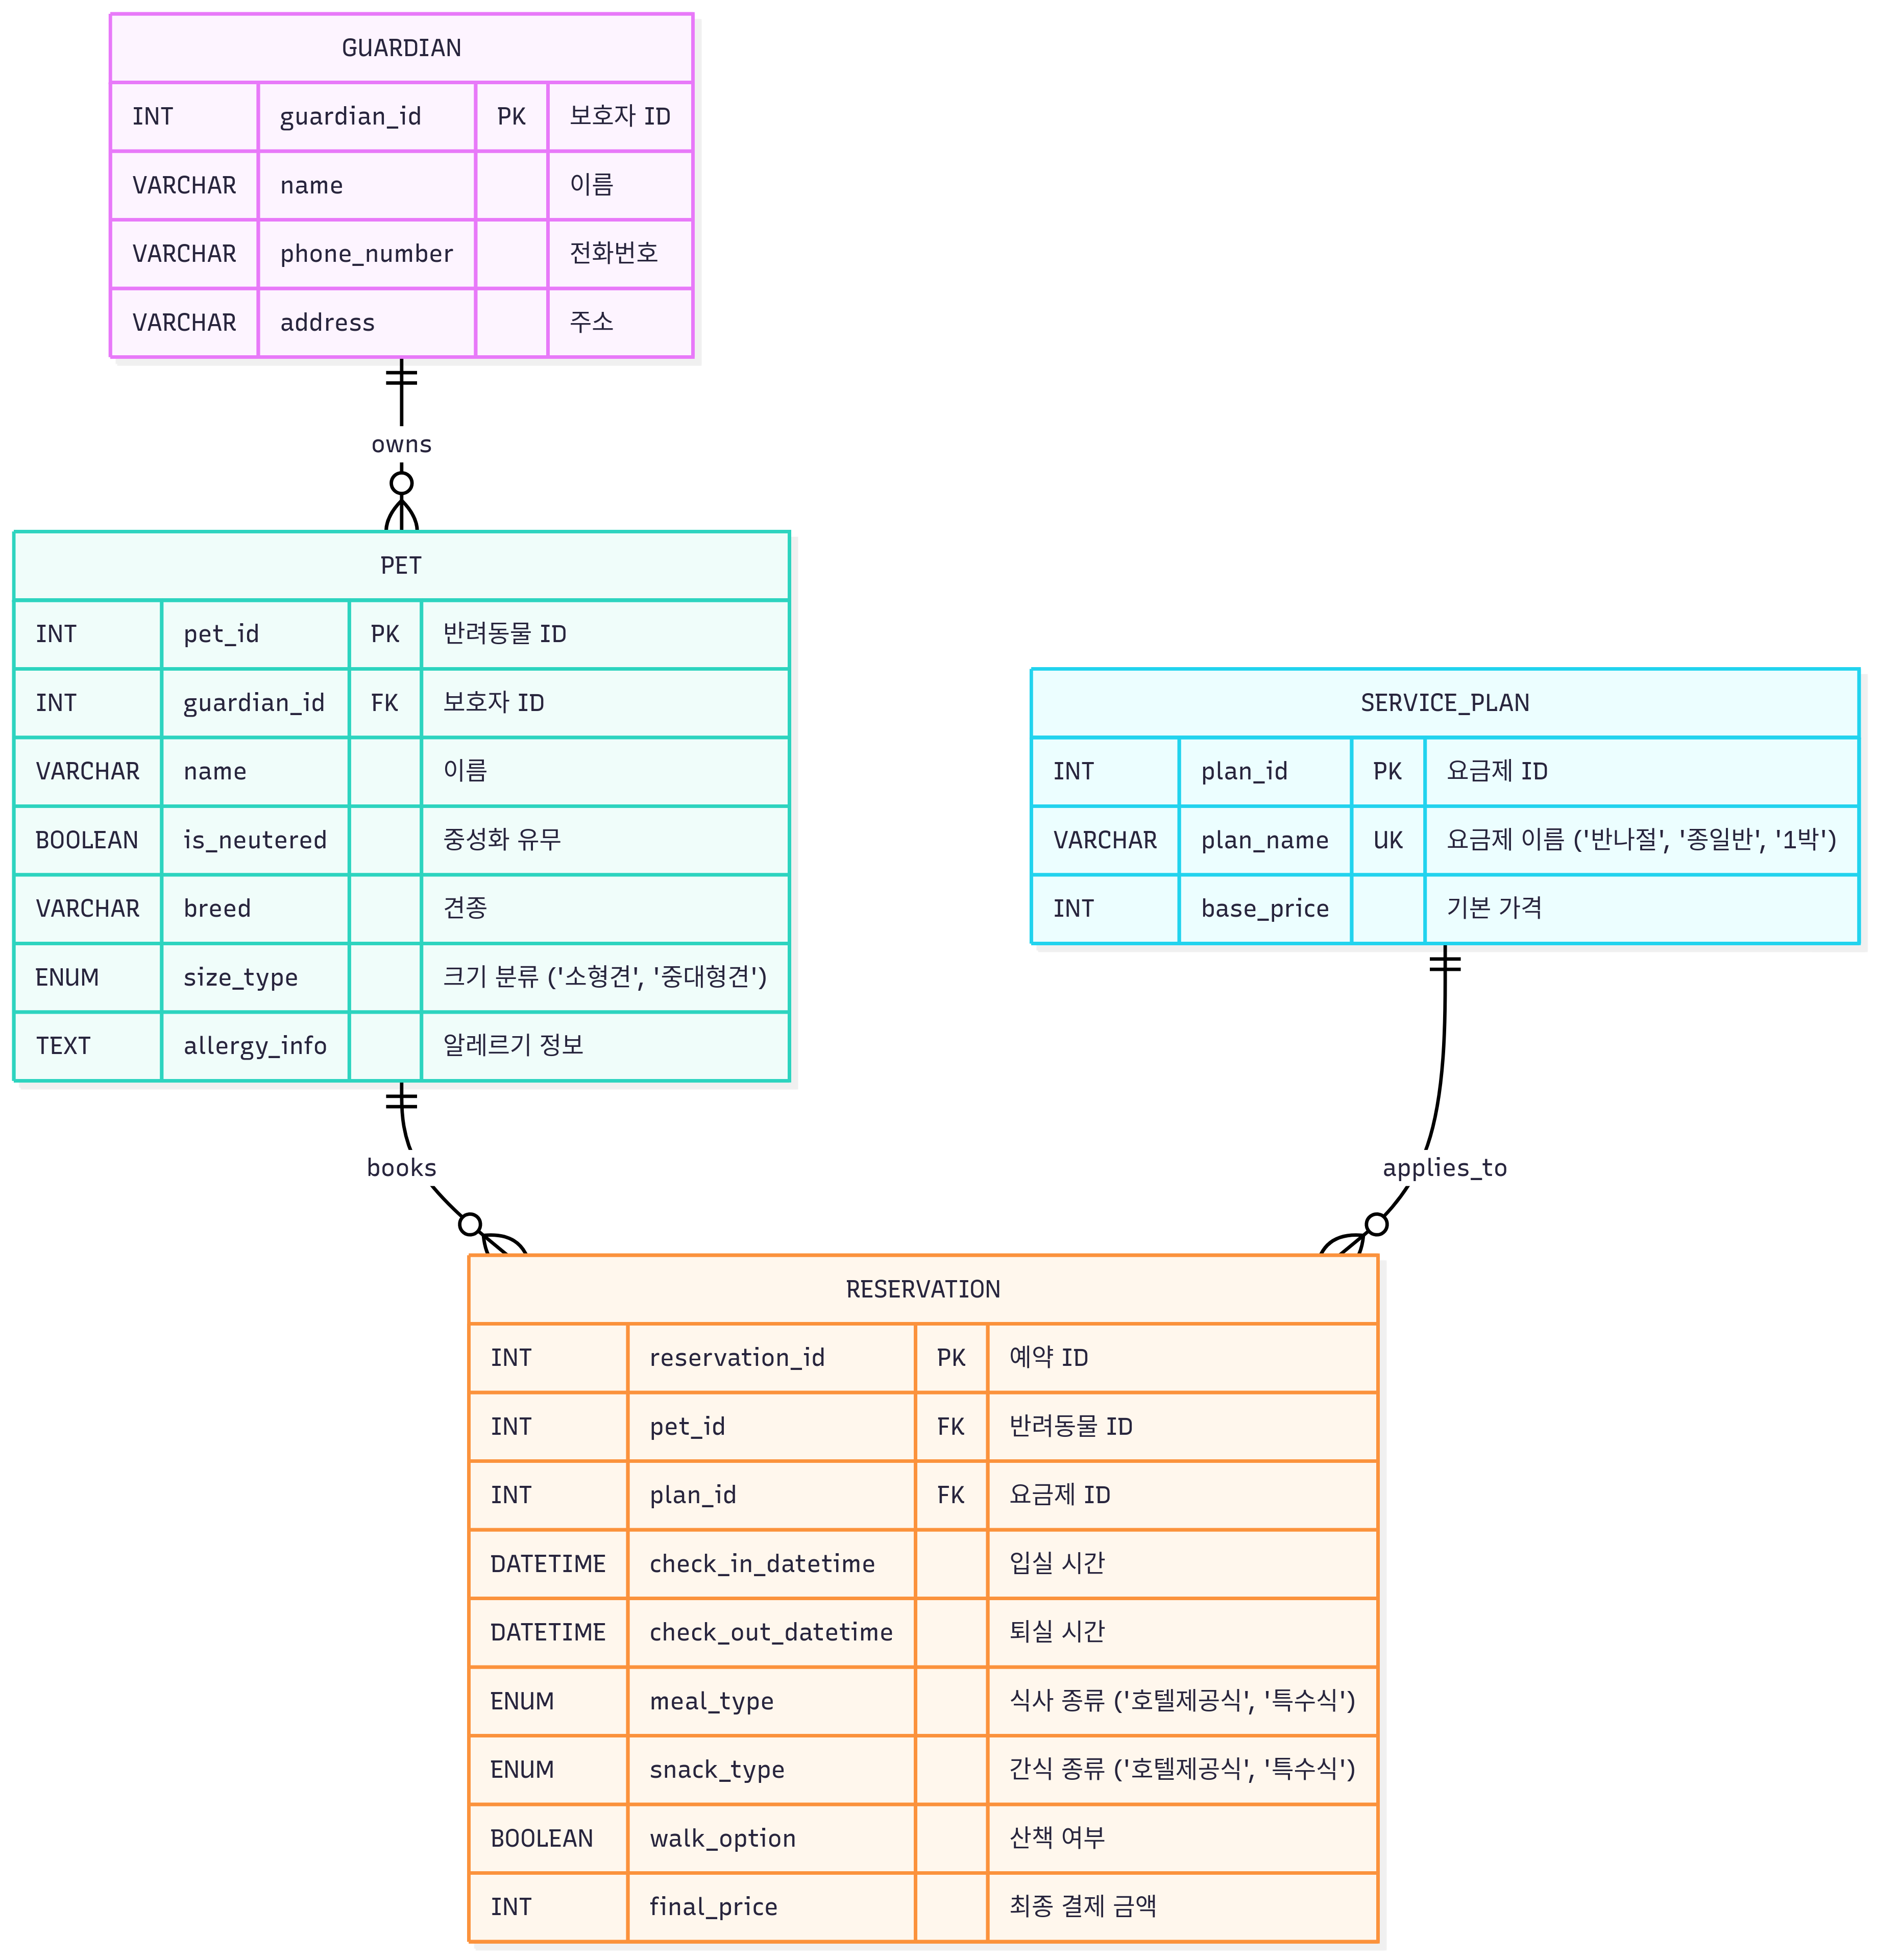 GUARDIAN
INT guardian_id PK 보호자 ID
VARCHAR name 이름
VARCHAR phone_number 전화번호
VARCHAR address 주소
owns
PET
INT pet_id PK 반려동물 ID
INT guardian_id FK 보호자 ID
VARCHAR name 이름
BOOLEAN is_neutered 중성화 유무
VARCHAR breed 견종
ENUM size_type 크기 분류 ('소형견', '중대형견')
TEXT allergy_info 알레르기 정보
SERVICE_PLAN
INT plan_id PK 요금제 ID
VARCHAR plan_name UK 요금제 이름 ('반나절', '종일반', '1박')
INT base_price 기본 가격
books
applies_to
RESERVATION
INT reservation_id PK 예약 ID
INT pet_id FK 반려동물 ID
INT plan_id FK 요금제 ID
DATETIME check_in_datetime 입실 시간
DATETIME check_out_datetime 퇴실 시간
ENUM meal_type 식사 종류 ('호텔제공식', '특수식')
ENUM snack_type 간식 종류 ('호텔제공식', '특수식')
BOOLEAN walk_option 산책 여부
INT final_price 최종 결제 금액